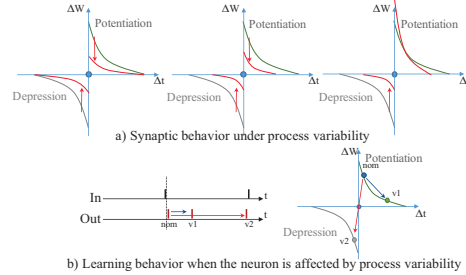 ΔW
Potentiation
Δt
Depression
ΔW
Δt
Depression
ΔW
Potentiation
Δt
Depression
a) Synaptic behavior under process variability
In
t
Out
t
nom
v1
v2
ΔW
Potentiation
nom
v1
Δt
Depression
v2
b) Learning behavior when the neuron is affected by process variability